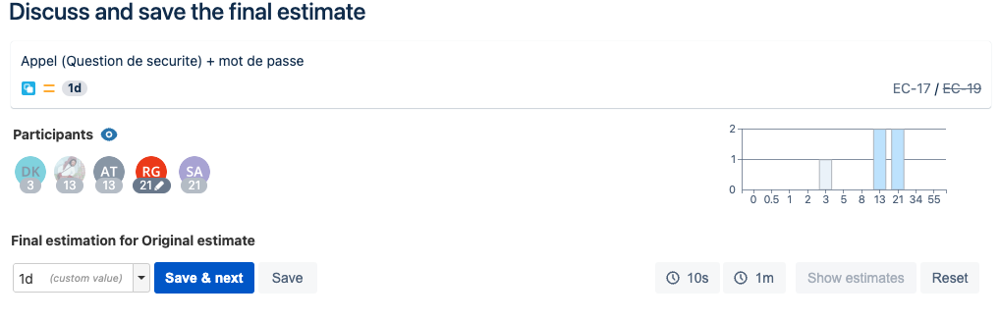 Discuss and save the final estimate
Appel (Question de securite) + mot de passe
1d
EC-17 / EC-19
Participants
DK AT RG SA
3 13 13 21 21
2
1
0
0 0.5 1 2 3 5 8 13 21 34 55
Final estimation for Original estimate
1d (custom value) Save & next Save 10s 1m Show estimates Reset